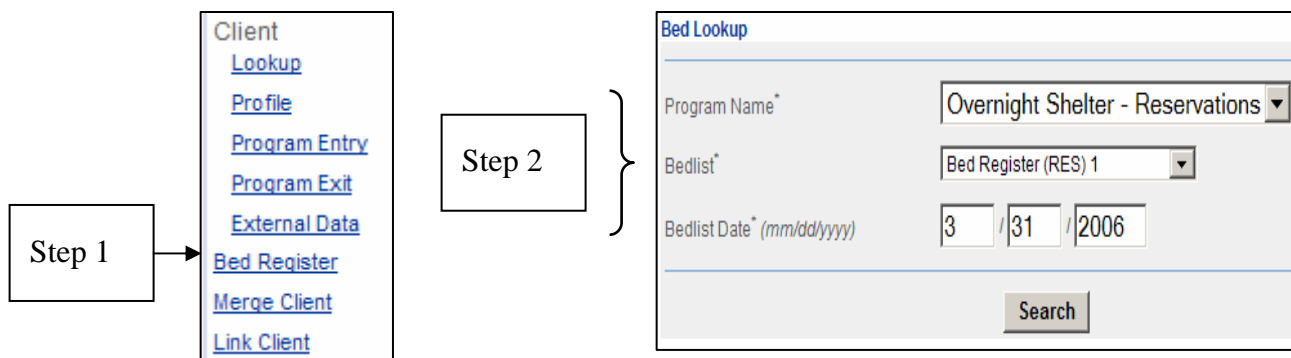 Client
Lookup
Profile
Program Entry
Program Exit
External Data
Step 1
Bed Register
Merge Client
Link Client
Step 2
Bed Lookup
Program Name* Overnight Shelter - Reservations
Bedlist* Bed Register (RES) 1
Bedlist Date* (mm/dd/yyyy) 3 / 31 / 2006
Search